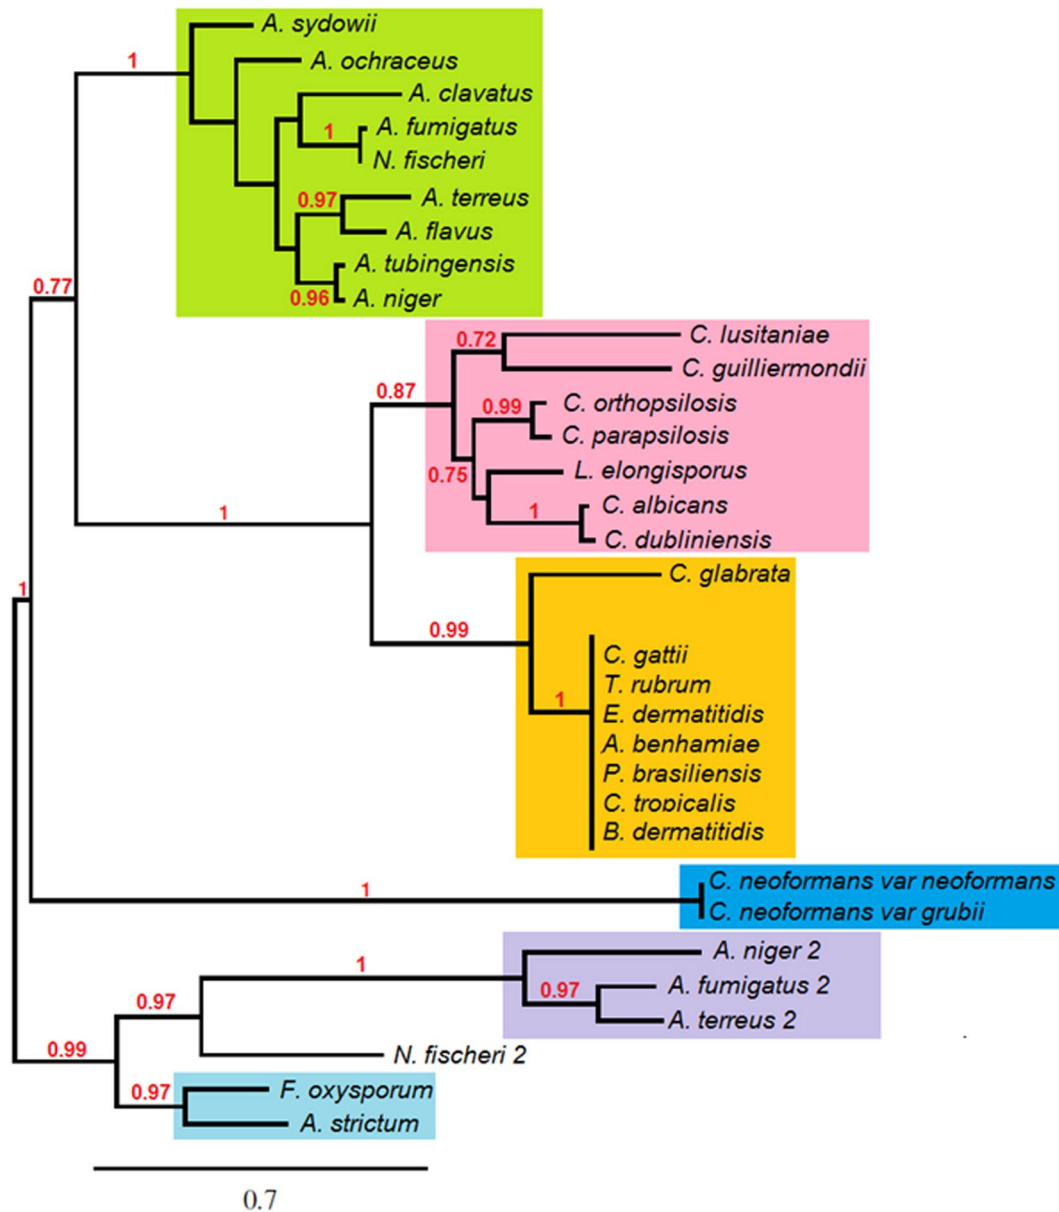 A. sydowii
1
A. ochraceus
A. clavatus
1
A. fumigatus
N. fischeri
0.97
A. terreus
A. flavus
A. tubingensis
0.77
0.96
A. niger
0.72
C. lusitaniae
C. guilliermondii
0.87
0.99
C. orthopsilosis
C. parapsilosis
0.75
L. elongisporus
1
1
C. albicans
C. dubliniensis
C. glabrata
1
0.99
C. gattii
T. rubrum
1
E. dermatitidis
A. benhamiae
P. brasiliensis
C. tropicalis
B. dermatitidis
1
C. neoformans var neoformans
C. neoformans var grubii
1
A. niger 2
0.97
0.97
A. fumigatus 2
A. terreus 2
0.99
N. fischeri 2
0.97
F. oxysporum
A. strictum
0.7